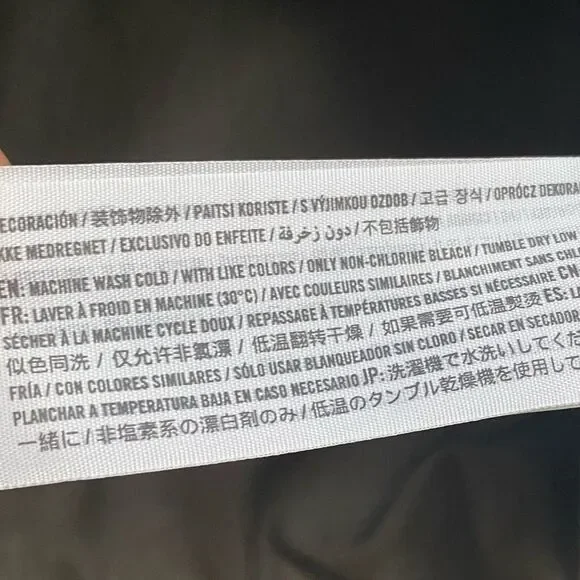 ECORACIÓN / 装饰物除外 / PAITSI KORISTE / S VÝJIMKOU OZDOB / 고급 장식 / OPRÓCZ DEKORA
KKE MEDREGNET / EXCLUSIVO DO ENFEITE / دون زخرفة / 不包括飾物
EN: MACHINE WASH COLD / WITH LIKE COLORS / ONLY NON-CHLORINE BLEACH / TUMBLE DRY LOW
FR: LAVER À FROID EN MACHINE (30°C) / AVEC COULEURS SIMILAIRES / BLANCHIMENT SANS CHL
SÉCHER À LA MACHINE CYCLE DOUX / REPASSAGE À TEMPÉRATURES BASSES SI NÉCESSAIRE CN
似色同洗 / 仅允许非氯漂 / 低温翻转干燥 / 如果需要可低温熨烫 ES: LA
FRÍA / CON COLORES SIMILARES / SÓLO USAR BLANQUEADOR SIN CLORO / SECAR EN SECADOR
PLANCHAR A TEMPERATURA BAJA EN CASO NECESARIO JP: 洗濯機で水洗いしてくだ
一緒に / 非塩素系の漂白剤のみ / 低温のタンブル乾燥機を使用して